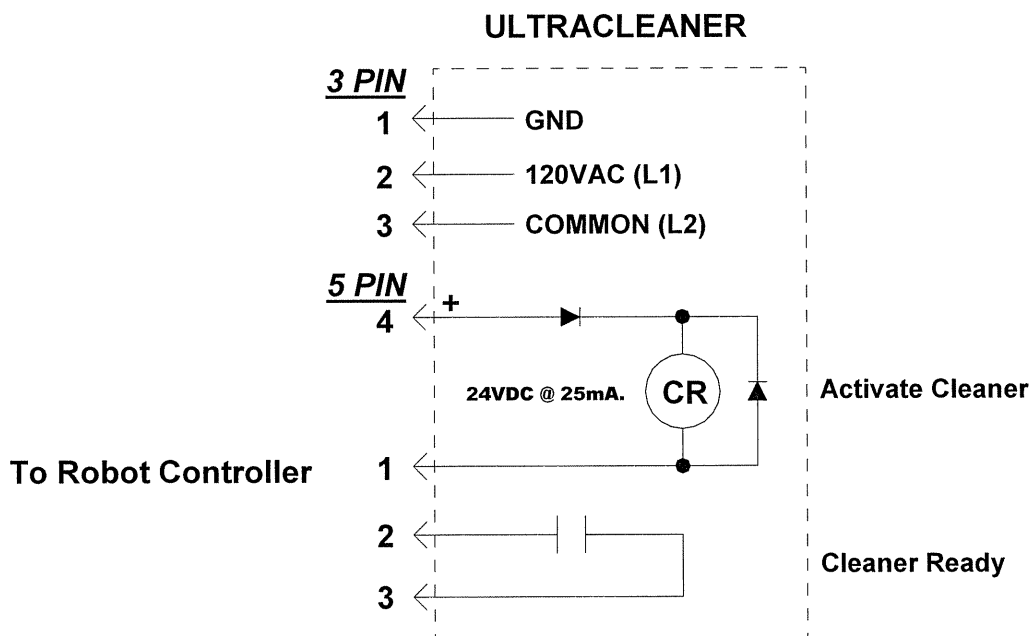 ULTRACLEANER
3 PIN
1 GND
2 120VAC (L1)
3 COMMON (L2)
5 PIN
4 +
24VDC @ 25mA. CR Activate Cleaner
To Robot Controller 1
2
Cleaner Ready
3